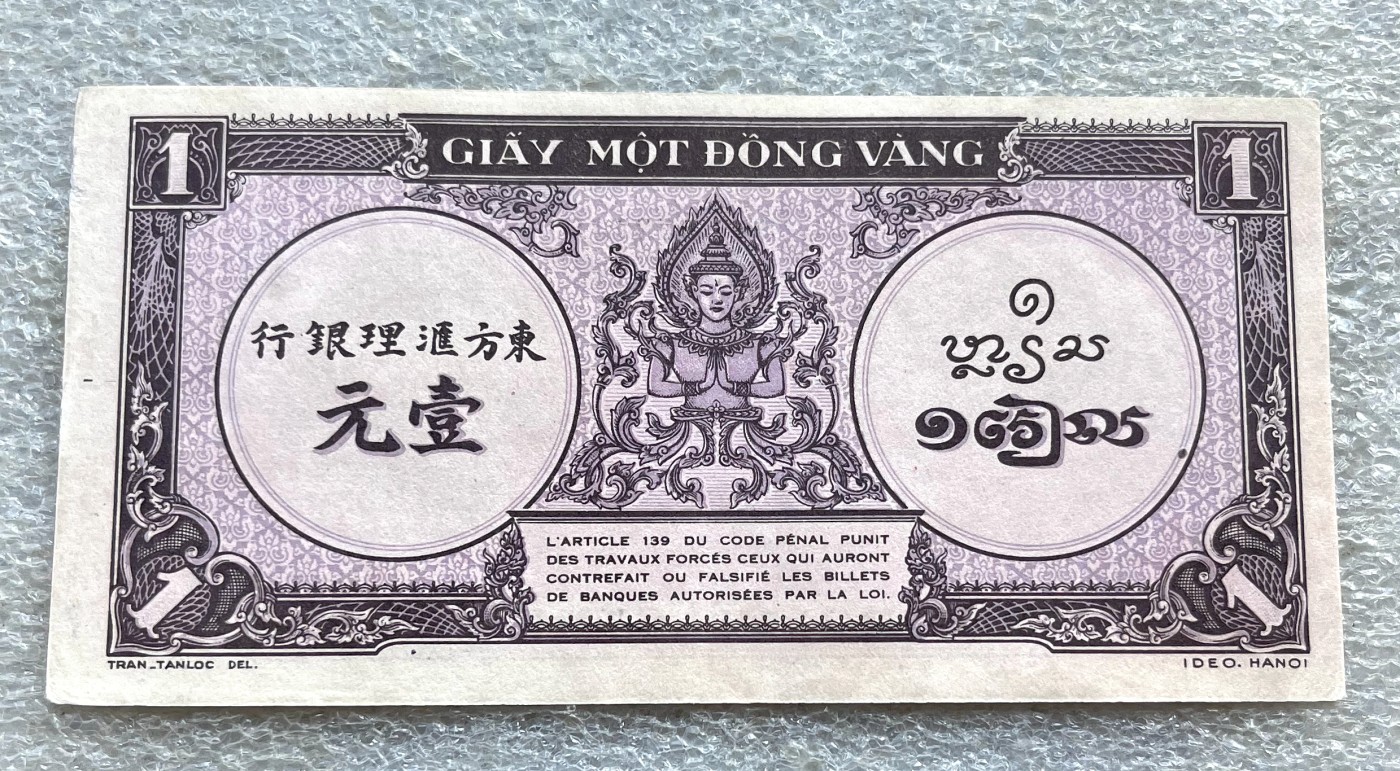 1
GIẤY MỘT ĐỒNG VÀNG
1
東方滙理銀行
壹元
L'ARTICLE 139 DU CODE PÉNAL PUNIT
DES TRAVAUX FORCÉS CEUX QUI AURONT
CONTREFAIT OU FALSIFIÉ LES BILLETS
DE BANQUES AUTORISÉES PAR LA LOI.
1
1
TRAN_TANLOC DEL.
IDEO. HANOI